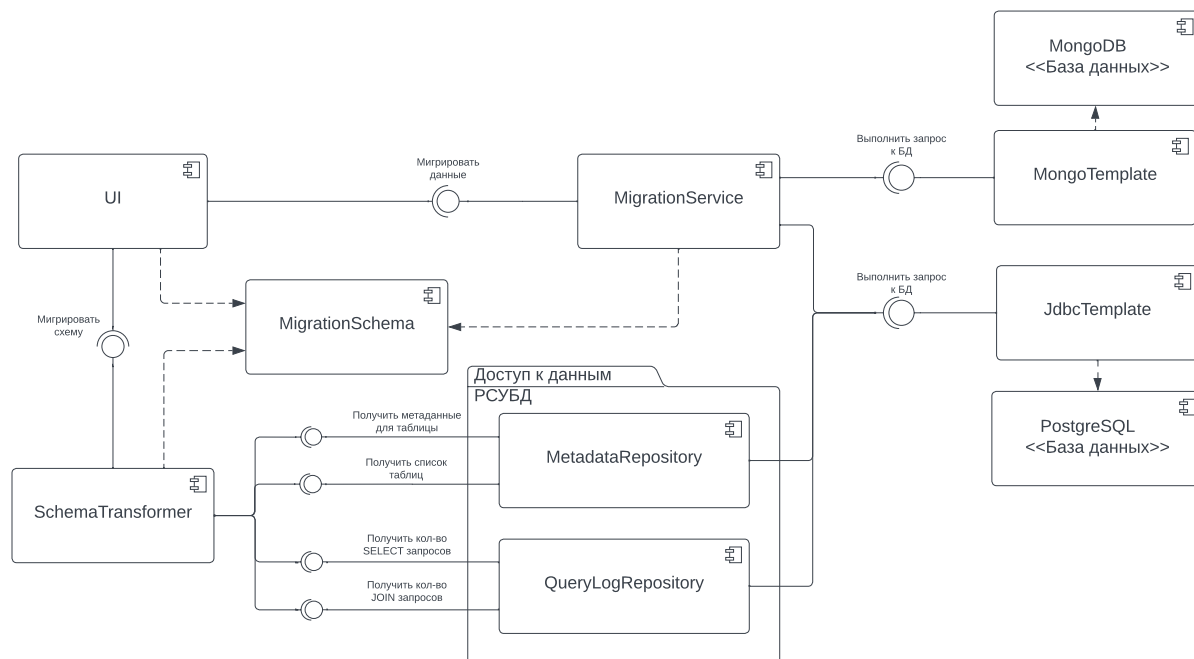 MongoDB
<<База данных>>
Выполнить запрос
к БД
Мигрировать
данные
UI
MigrationService
MongoTemplate
Выполнить запрос
к БД
Мигрировать
схему
MigrationSchema
JdbcTemplate
Доступ к данным
РСУБД
Получить метаданные
для таблицы
MetadataRepository
PostgreSQL
<<База данных>>
Получить список
таблиц
SchemaTransformer
Получить кол-во
SELECT запросов
QueryLogRepository
Получить кол-во
JOIN запросов